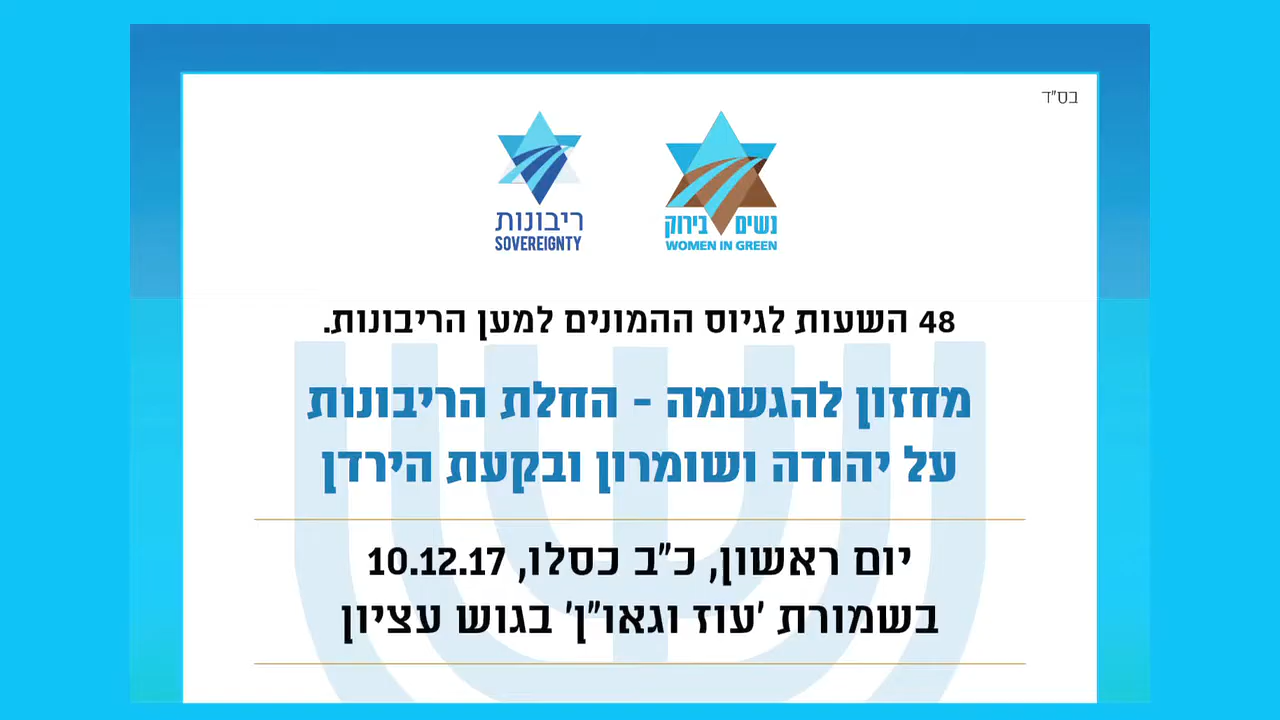 בס"ד
נשים בירוק
WOMEN IN GREEN
ריבונות
SOVEREIGNTY
48 השעות לגיוס ההמונים למען הריבונות.
מחזון להגשמה - החלת הריבונות
על יהודה ושומרון ובקעת הירדן
יום ראשון, כ"ב כסלו, 10.12.17
בשמורת 'עוז וגאו"ן' בגוש עציון